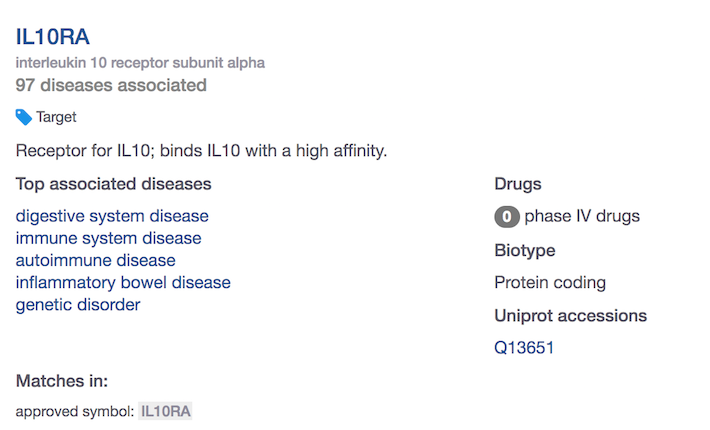 IL10RA
interleukin 10 receptor subunit alpha
97 diseases associated
Target
Receptor for IL10; binds IL10 with a high affinity.
Top associated diseases
digestive system disease
immune system disease
autoimmune disease
inflammatory bowel disease
genetic disorder
Drugs
0 phase IV drugs
Biotype
Protein coding
Uniprot accessions
Q13651
Matches in:
approved symbol: IL10RA